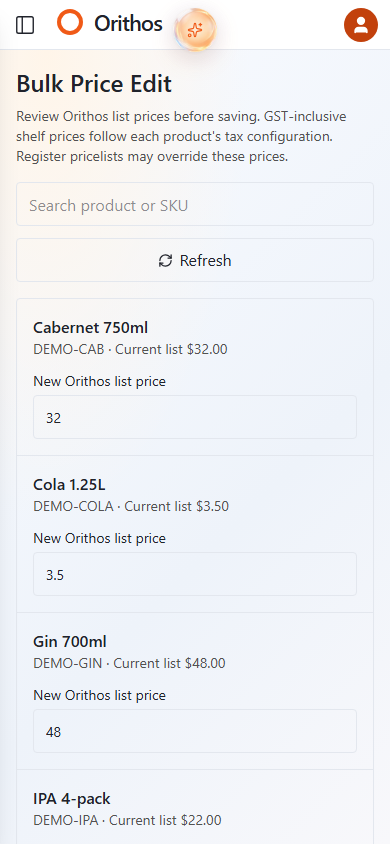 Orithos
Bulk Price Edit
Review Orithos list prices before saving. GST-inclusive
shelf prices follow each product's tax configuration.
Register pricelists may override these prices.
Search product or SKU
Refresh
Cabernet 750ml
DEMO-CAB · Current list $32.00
New Orithos list price
32
Cola 1.25L
DEMO-COLA · Current list $3.50
New Orithos list price
3.5
Gin 700ml
DEMO-GIN · Current list $48.00
New Orithos list price
48
IPA 4-pack
DEMO-IPA · Current list $22.00